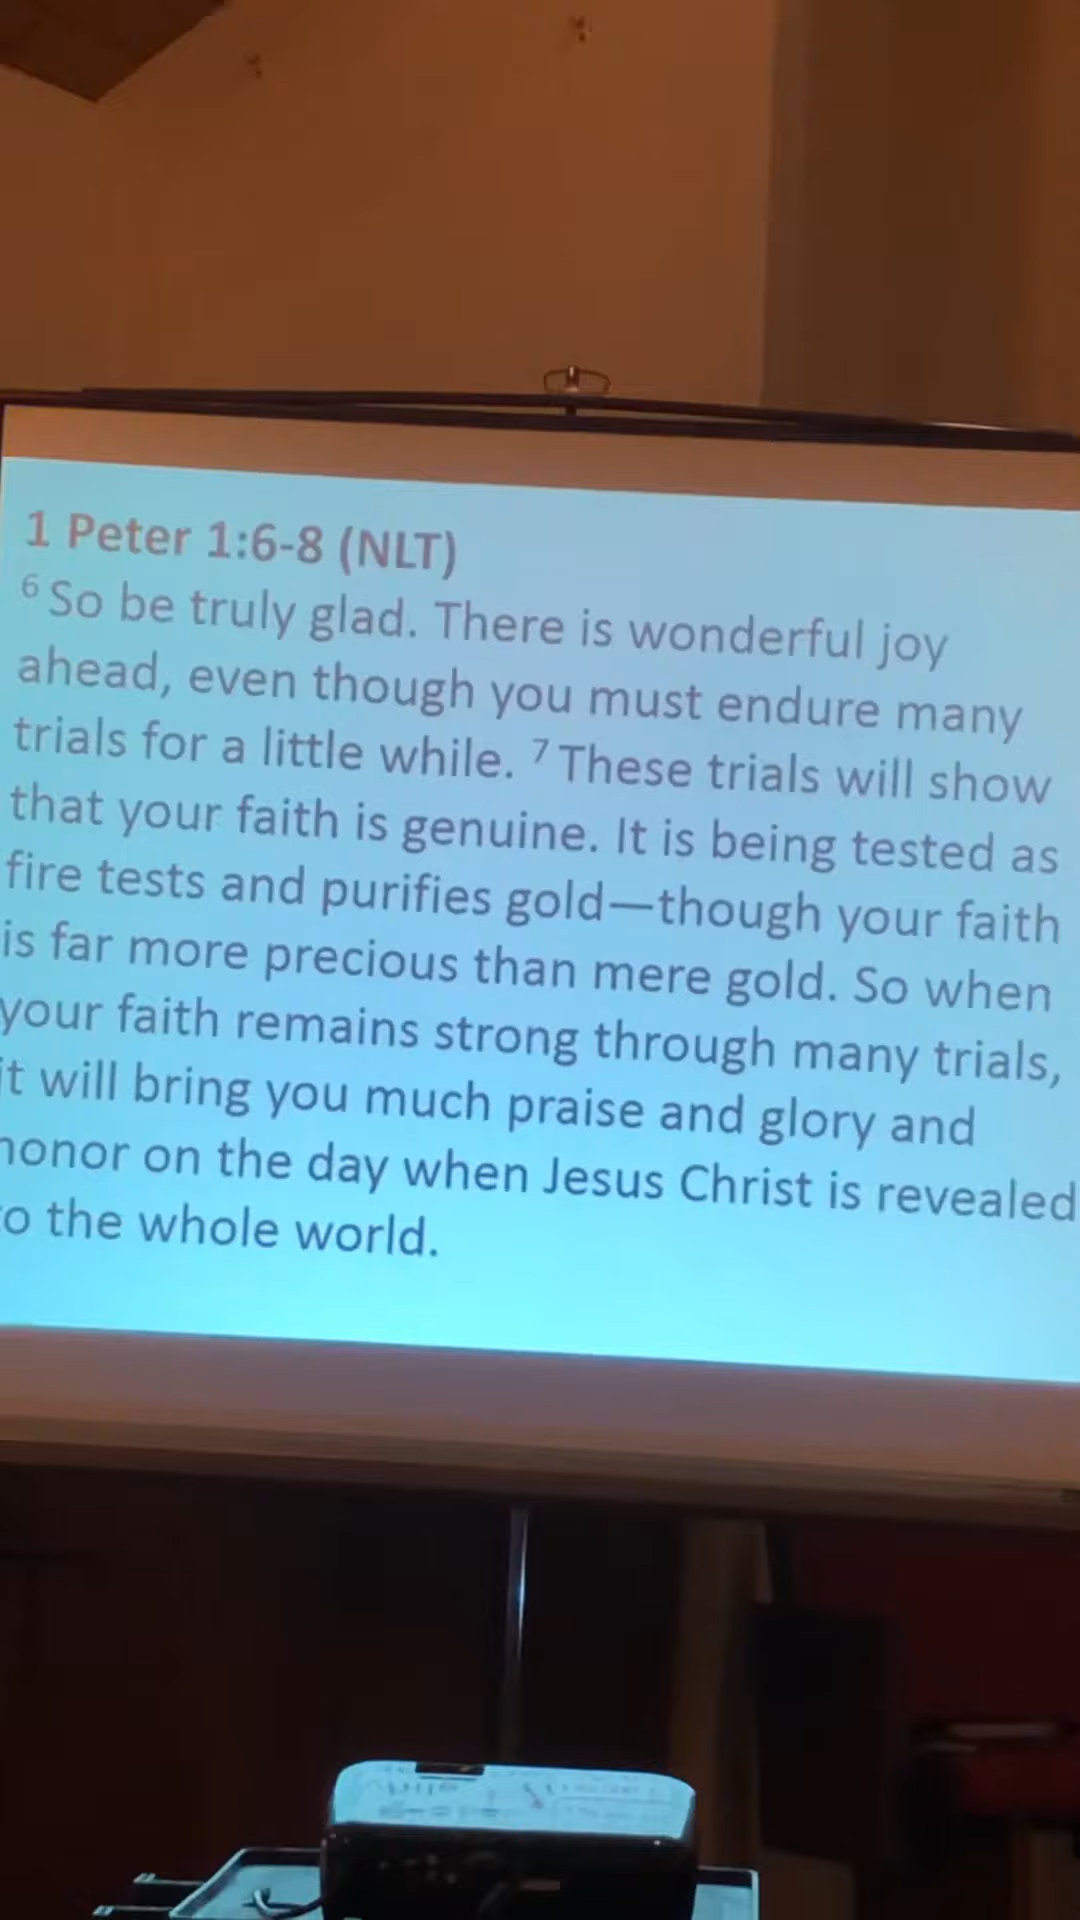 1 Peter 1:6-8 (NLT)
6 So be truly glad. There is wonderful joy
ahead, even though you must endure many
trials for a little while. 7 These trials will show
that your faith is genuine. It is being tested as
fire tests and purifies gold—though your faith
is far more precious than mere gold. So when
your faith remains strong through many trials,
it will bring you much praise and glory and
honor on the day when Jesus Christ is revealed
to the whole world.